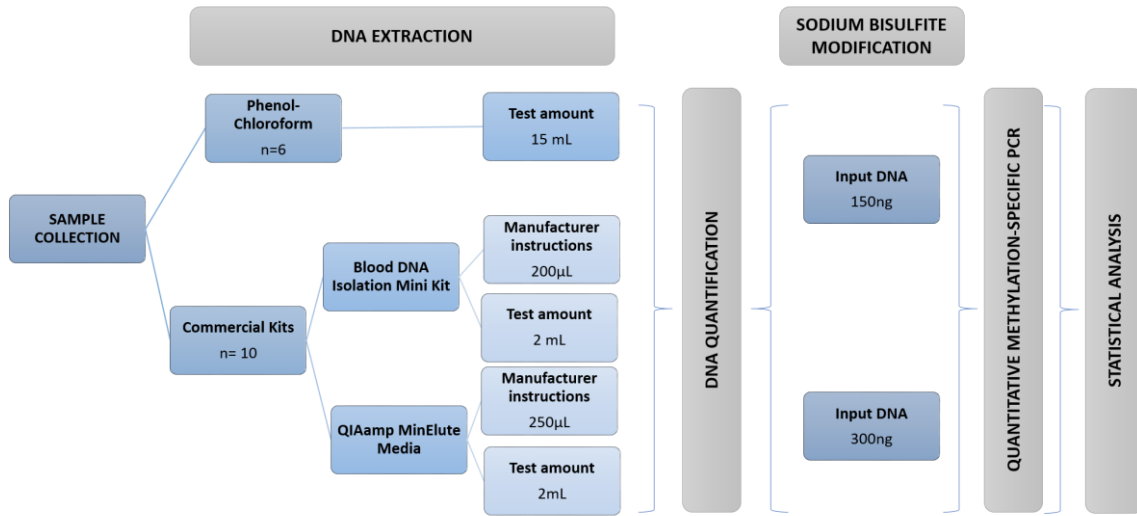 DNA EXTRACTION
SODIUM BISULFITE
MODIFICATION
SAMPLE
COLLECTION
Phenol-
Chloroform
n=6
Test amount
15 mL
Commercial Kits
n= 10
Blood DNA
Isolation Mini Kit
Manufacturer
instructions
200µL
Test amount
2 mL
QIAamp MinElute
Media
Manufacturer
instructions
250µL
Test amount
2mL
DNA QUANTIFICATION
Input DNA
150ng
Input DNA
300ng
QUANTITATIVE METHYLATION-SPECIFIC PCR
STATISTICAL ANALYSIS